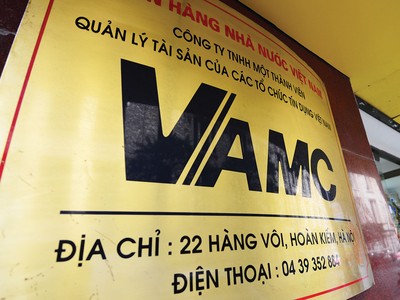 HÀNG NHÀ NƯỚC VIỆT NAM
CÔNG TY TNHH MỘT THÀNH VIÊN
QUẢN LÝ TÀI SẢN CỦA CÁC TỔ CHỨC TÍN DỤNG VIỆT NAM
VAMC
ĐỊA CHỈ : 22 HÀNG VÔI, HOÀN KIẾM, HÀ NỘI
ĐIỆN THOẠI : 04 39 352